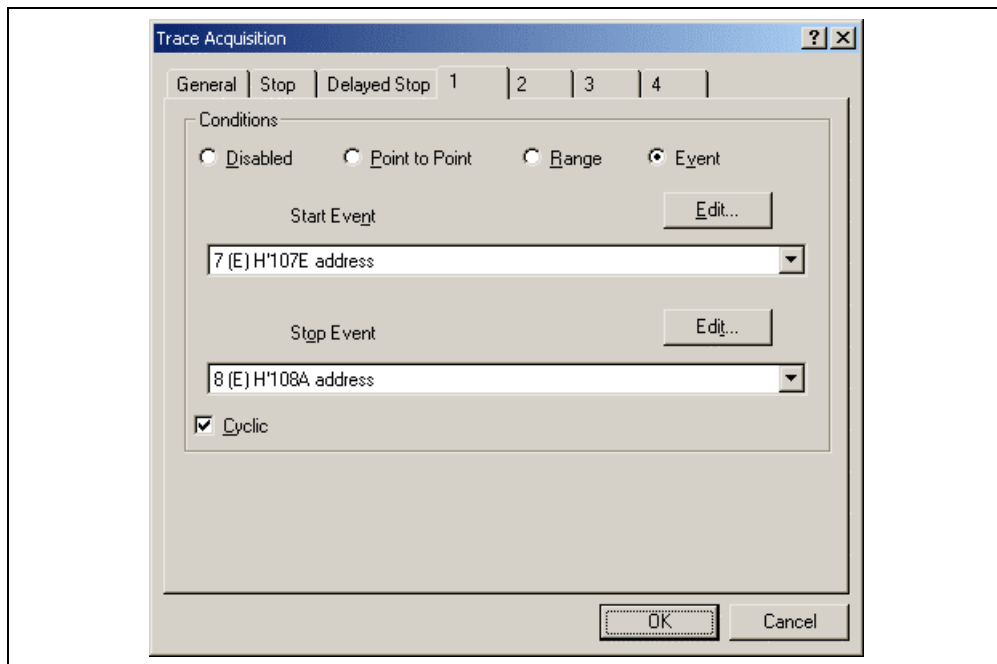 Trace Acquisition
General Stop Delayed Stop 1 2 3 4
Conditions
Disabled Point to Point Range Event
Start Event Edit...
7 (E) H'107E address
Stop Event Edit...
8 (E) H'108A address
Cyclic
OK Cancel